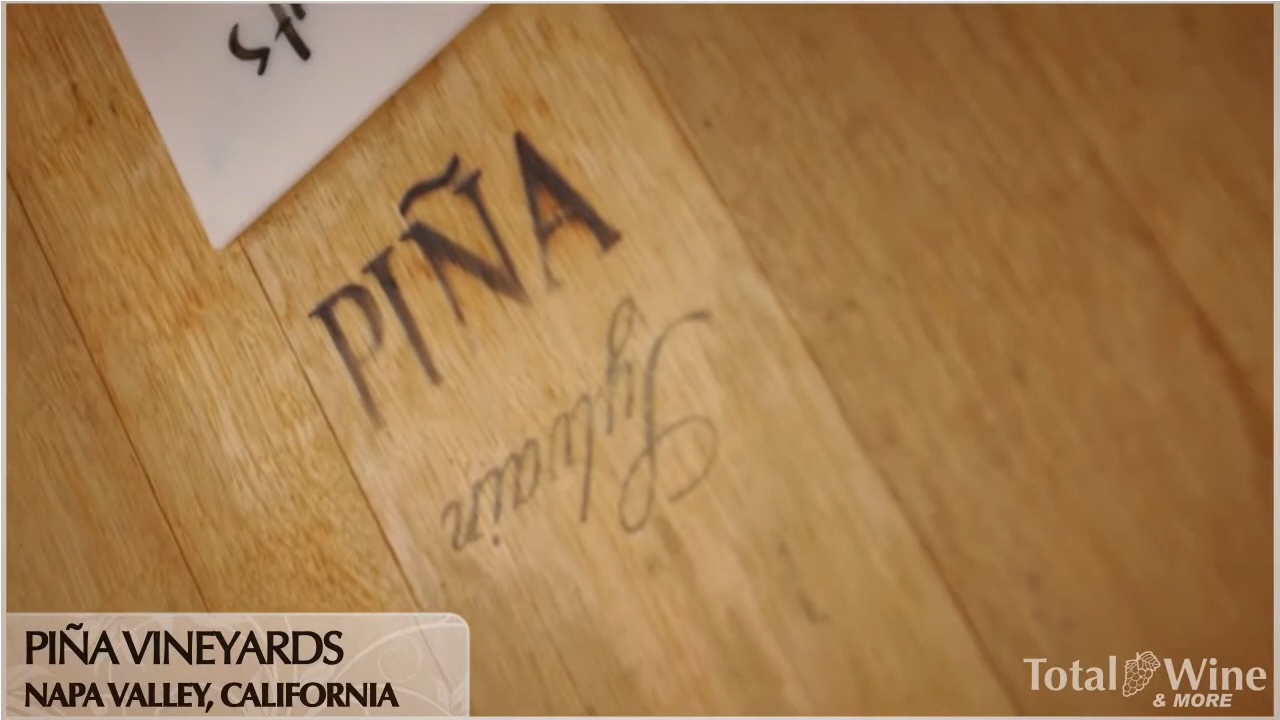 PIÑA
Sylvain
PIÑA VINEYARDS
NAPA VALLEY, CALIFORNIA
Total Wine
& MORE